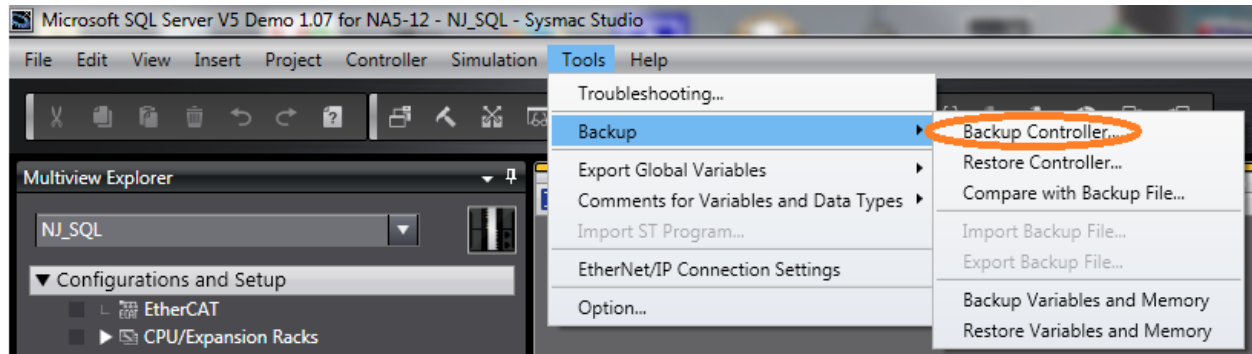 Microsoft SQL Server V5 Demo 1.07 for NA5-12 - NJ_SQL - Sysmac Studio
File Edit View Insert Project Controller Simulation Tools Help
Troubleshooting...
Backup
Export Global Variables
Comments for Variables and Data Types
Import ST Program...
EtherNet/IP Connection Settings
Option...
Backup Controller...
Restore Controller...
Compare with Backup File...
Import Backup File...
Export Backup File...
Backup Variables and Memory
Restore Variables and Memory
Multiview Explorer
NJ_SQL
Configurations and Setup
EtherCAT
CPU/Expansion Racks